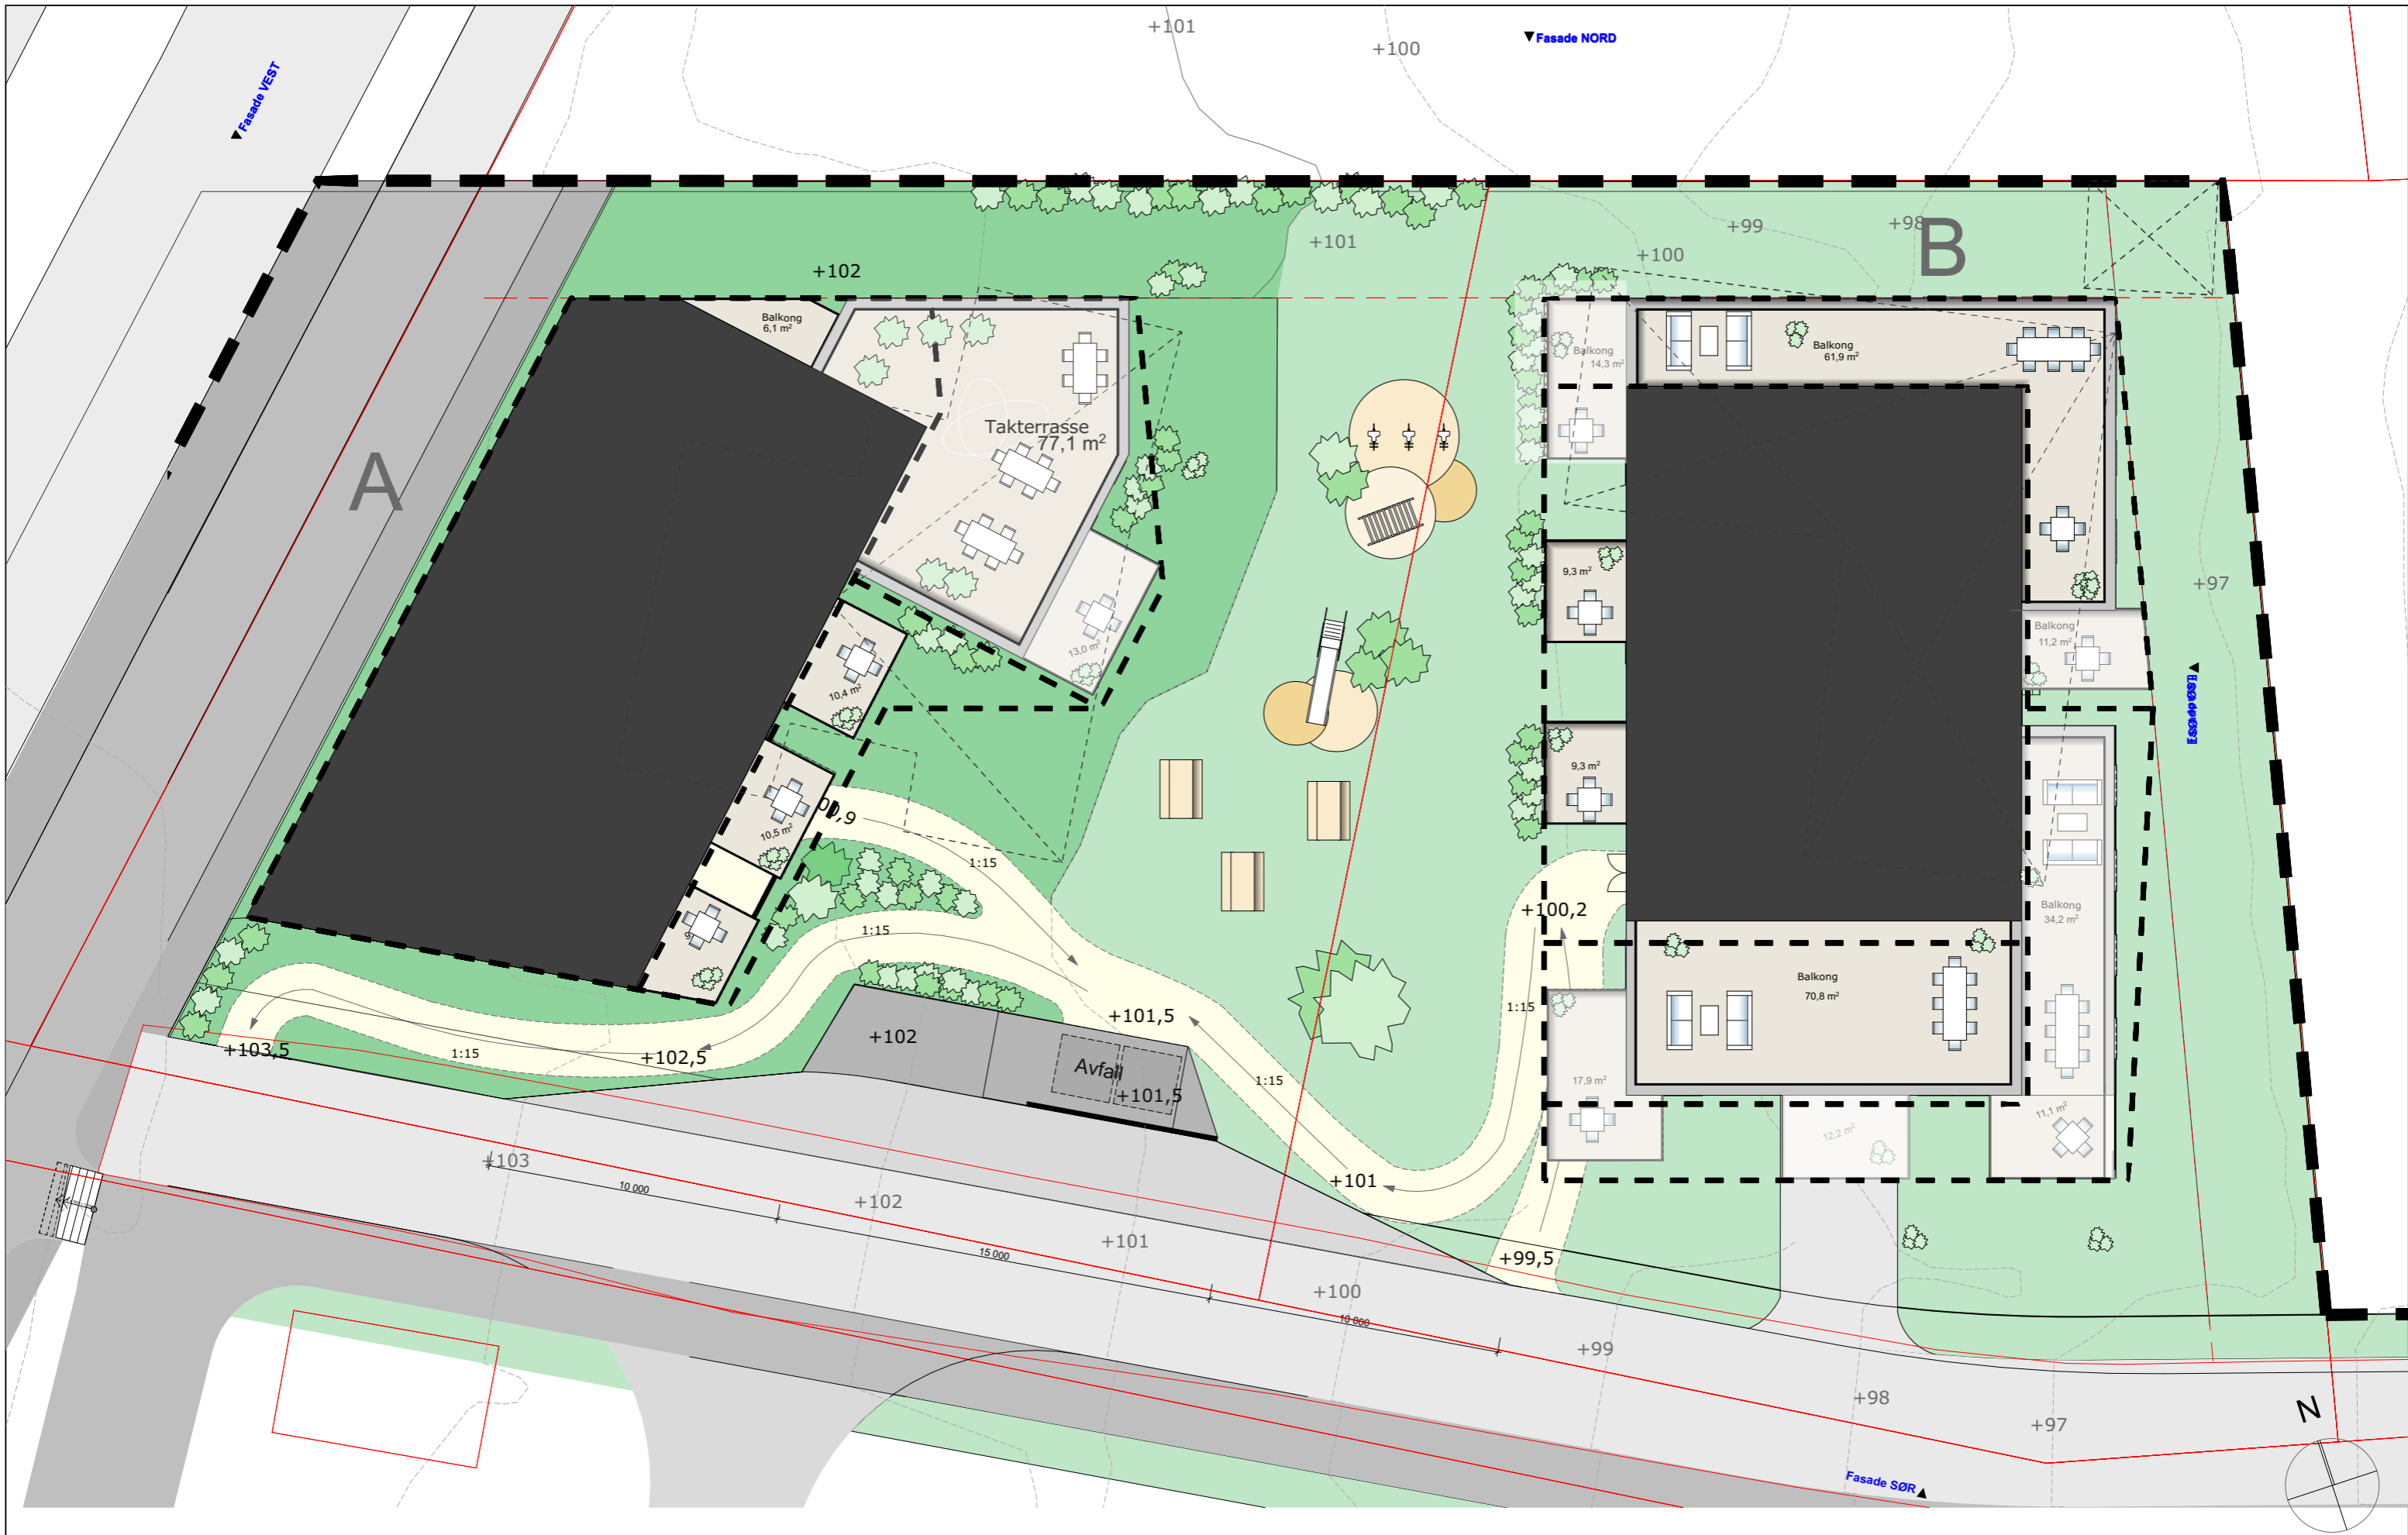 +101
+100
Fasade NORD
Fasade VEST
+101
+100
+99
+98
B
+102
Balkong
6,1 m²
Takterrasse
77,1 m²
A
Balkong
14,3 m²
Balkong
61,9 m²
9,3 m²
+97
Balkong
11,2 m²
13,0 m²
10,4 m²
9,3 m²
10,5 m²
00,9
1:15
1:15
+100,2
Balkong
34,2 m²
Balkong
70,8 m²
1:15
+101,5
+102
Avfall
+101,5
+103,5
1:15
+102,5
1:15
17,9 m²
12,2 m²
11,1 m²
+101
+103
10 000
+102
15 000
+101
+99,5
+100
10 000
+99
+98
+97
N
Fasade SØR